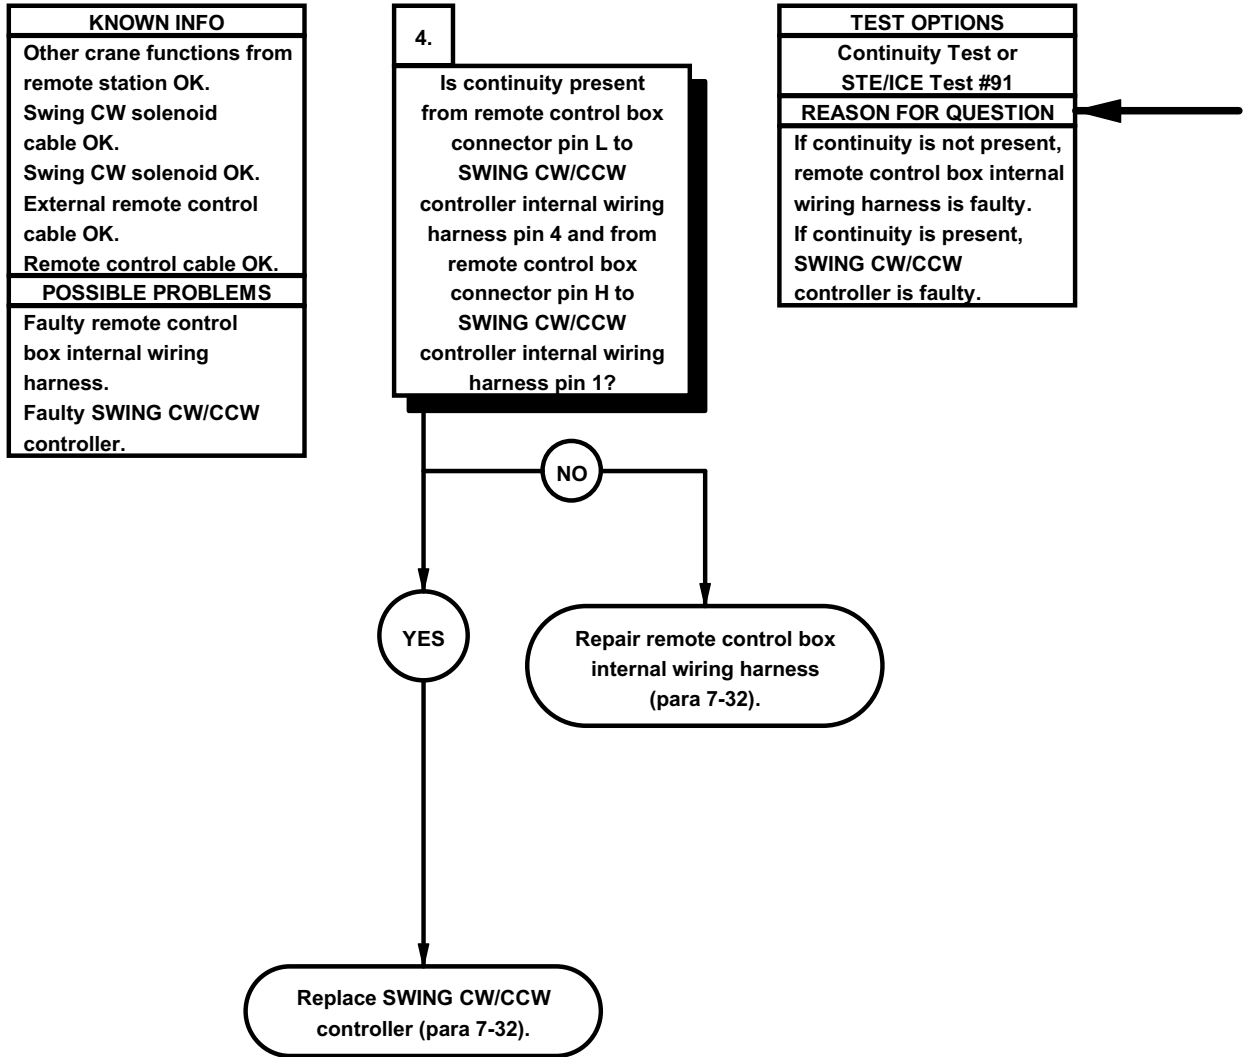 KNOWN INFO
Other crane functions from
remote station OK.
Swing CW solenoid
cable OK.
Swing CW solenoid OK.
External remote control
cable OK.
Remote control cable OK.
POSSIBLE PROBLEMS
Faulty remote control
box internal wiring
harness.
Faulty SWING CW/CCW
controller.
4.
Is continuity present
from remote control box
connector pin L to
SWING CW/CCW
controller internal wiring
harness pin 4 and from
remote control box
connector pin H to
SWING CW/CCW
controller internal wiring
harness pin 1?
TEST OPTIONS
Continuity Test or
STE/ICE Test #91
REASON FOR QUESTION
If continuity is not present,
remote control box internal
wiring harness is faulty.
If continuity is present,
SWING CW/CCW
controller is faulty.
NO
YES
Repair remote control box
internal wiring harness
(para 7-32).
Replace SWING CW/CCW
controller (para 7-32).